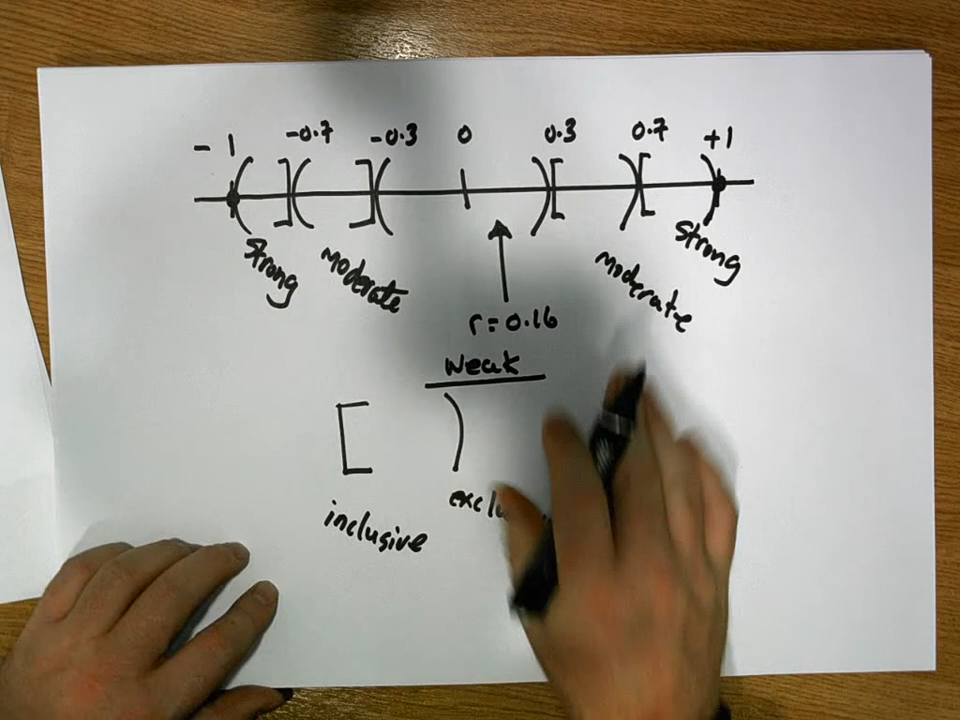 - 1 -0.7 -0.3 0 0.3 0.7 +1
strong moderate moderate strong
r=0.16
weak
[ )
inclusive